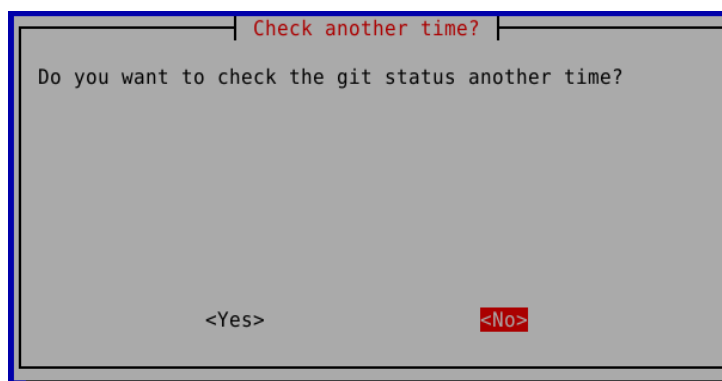 Check another time?
Do you want to check the git status another time?
<Yes> <No>